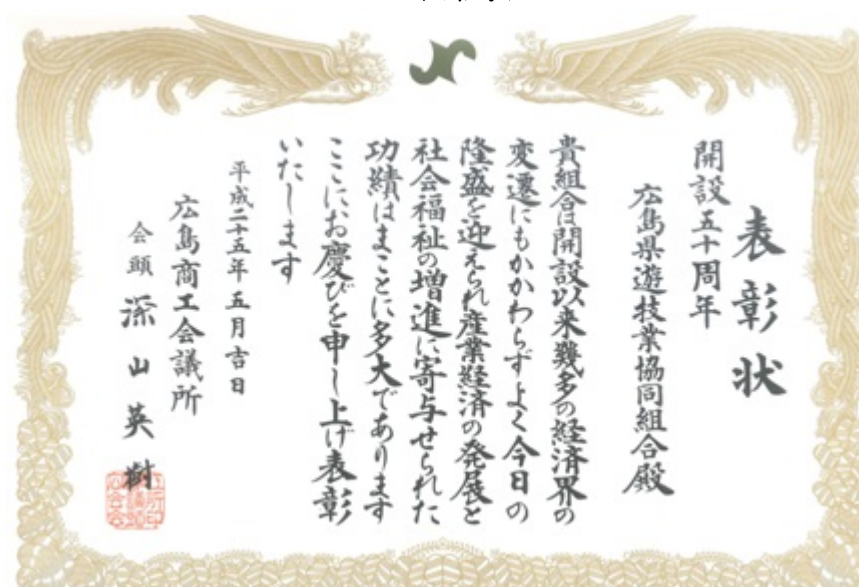 表彰状
開設五十周年
広島県遊技業協同組合殿
貴組合は開設以来幾多の経済界の
変遷にもかかわらずよく今日の
隆盛を迎えられ産業経済の発展と
社会福祉の増進に寄与せられた
功績はまことに多大であります
ここにお慶びを申し上げ表彰
いたします
平成二十五年五月吉日
広島商工会議所
会頭 深山英樹